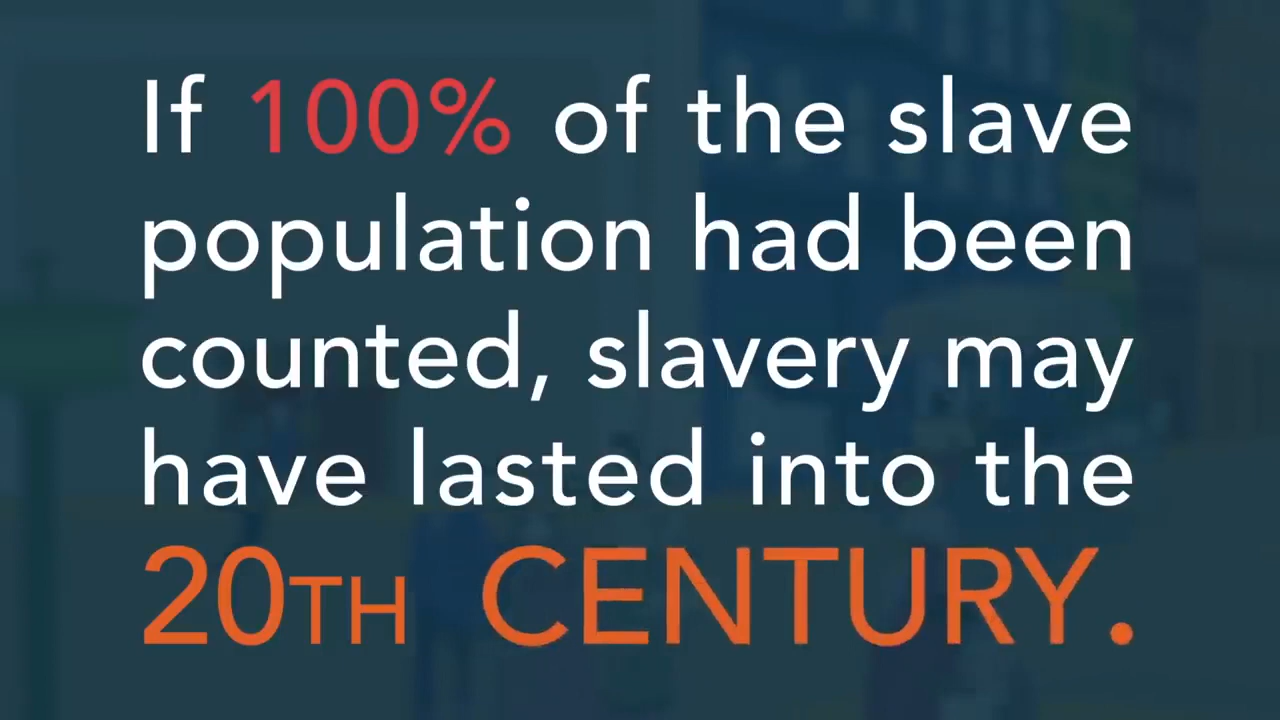 If 100% of the slave
population had been
counted, slavery may
have lasted into the
20TH CENTURY.